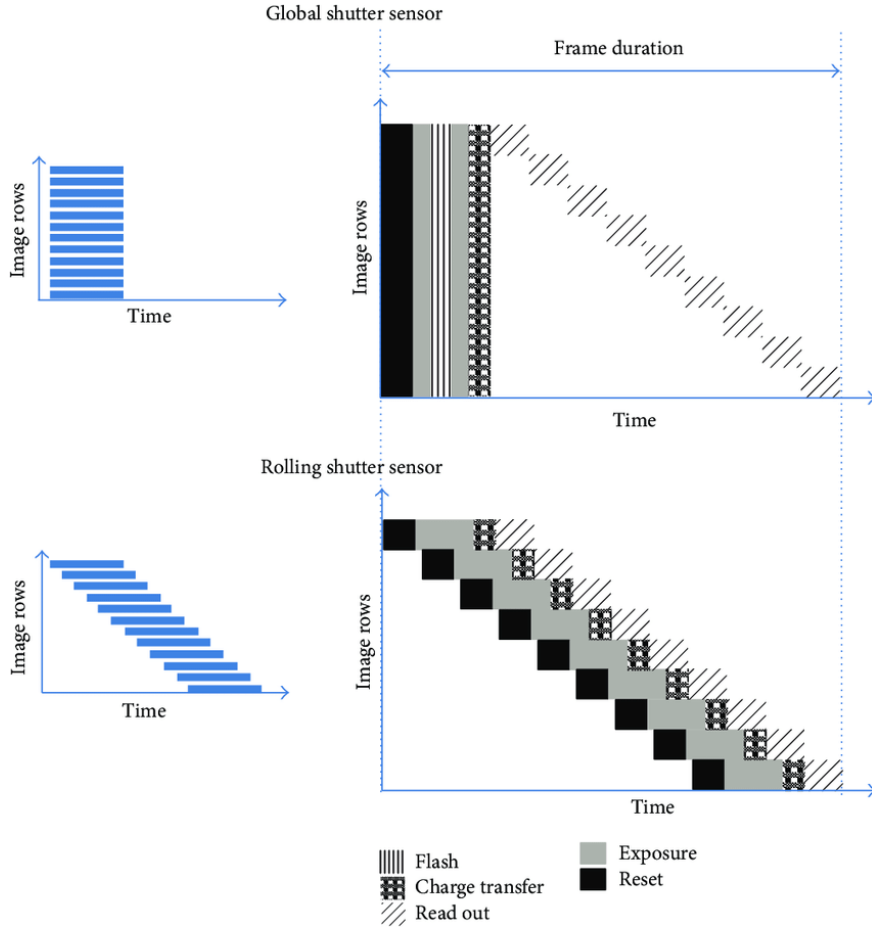 Global shutter sensor
Frame duration
Image rows
Time
Image rows
Time
Rolling shutter sensor
Image rows
Time
Image rows
Time
Flash
Charge transfer
Read out
Exposure
Reset